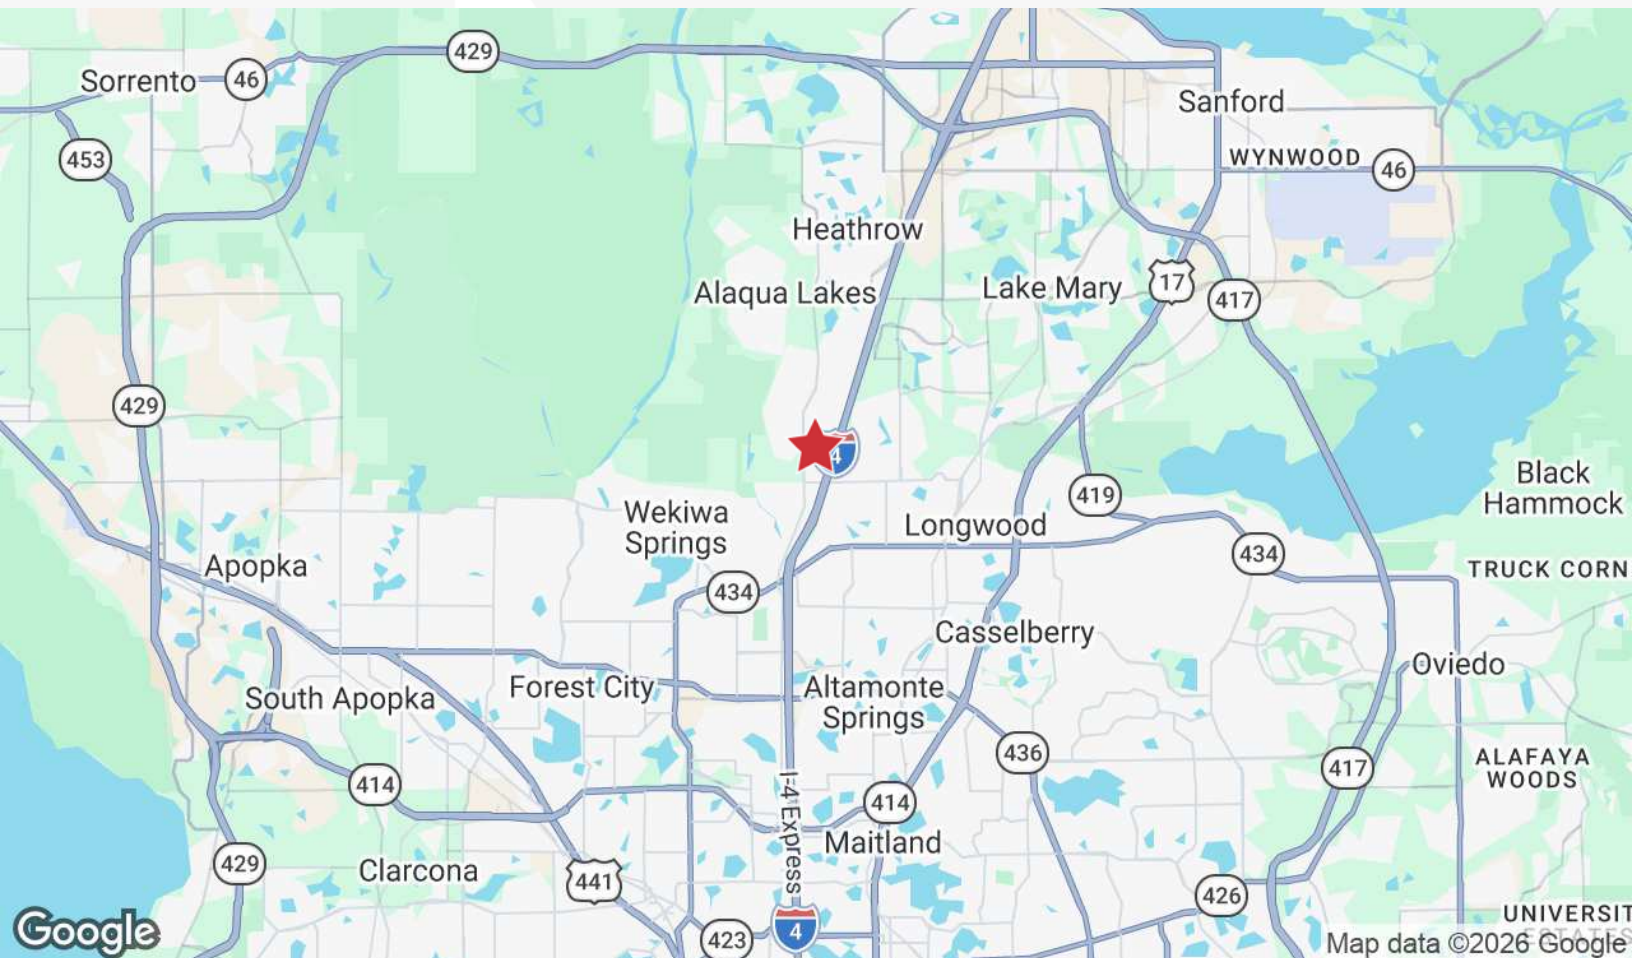 429
Sorrento
46
Sanford
453
WYNWOOD
46
Heathrow
Alaqua Lakes
Lake Mary
17
417
429
4
Black
Hammock
419
Wekiwa
Springs
Longwood
434
Apopka
TRUCK CORN
434
Casselberry
Oviedo
Forest City
Altamonte
Springs
South Apopka
436
417
ALAFAYA
WOODS
414
414
I-4 Express
Maitland
429
Clarcona
441
426
UNIVERSIT
ESTATES
423
4
Google
Map data ©2026 Google